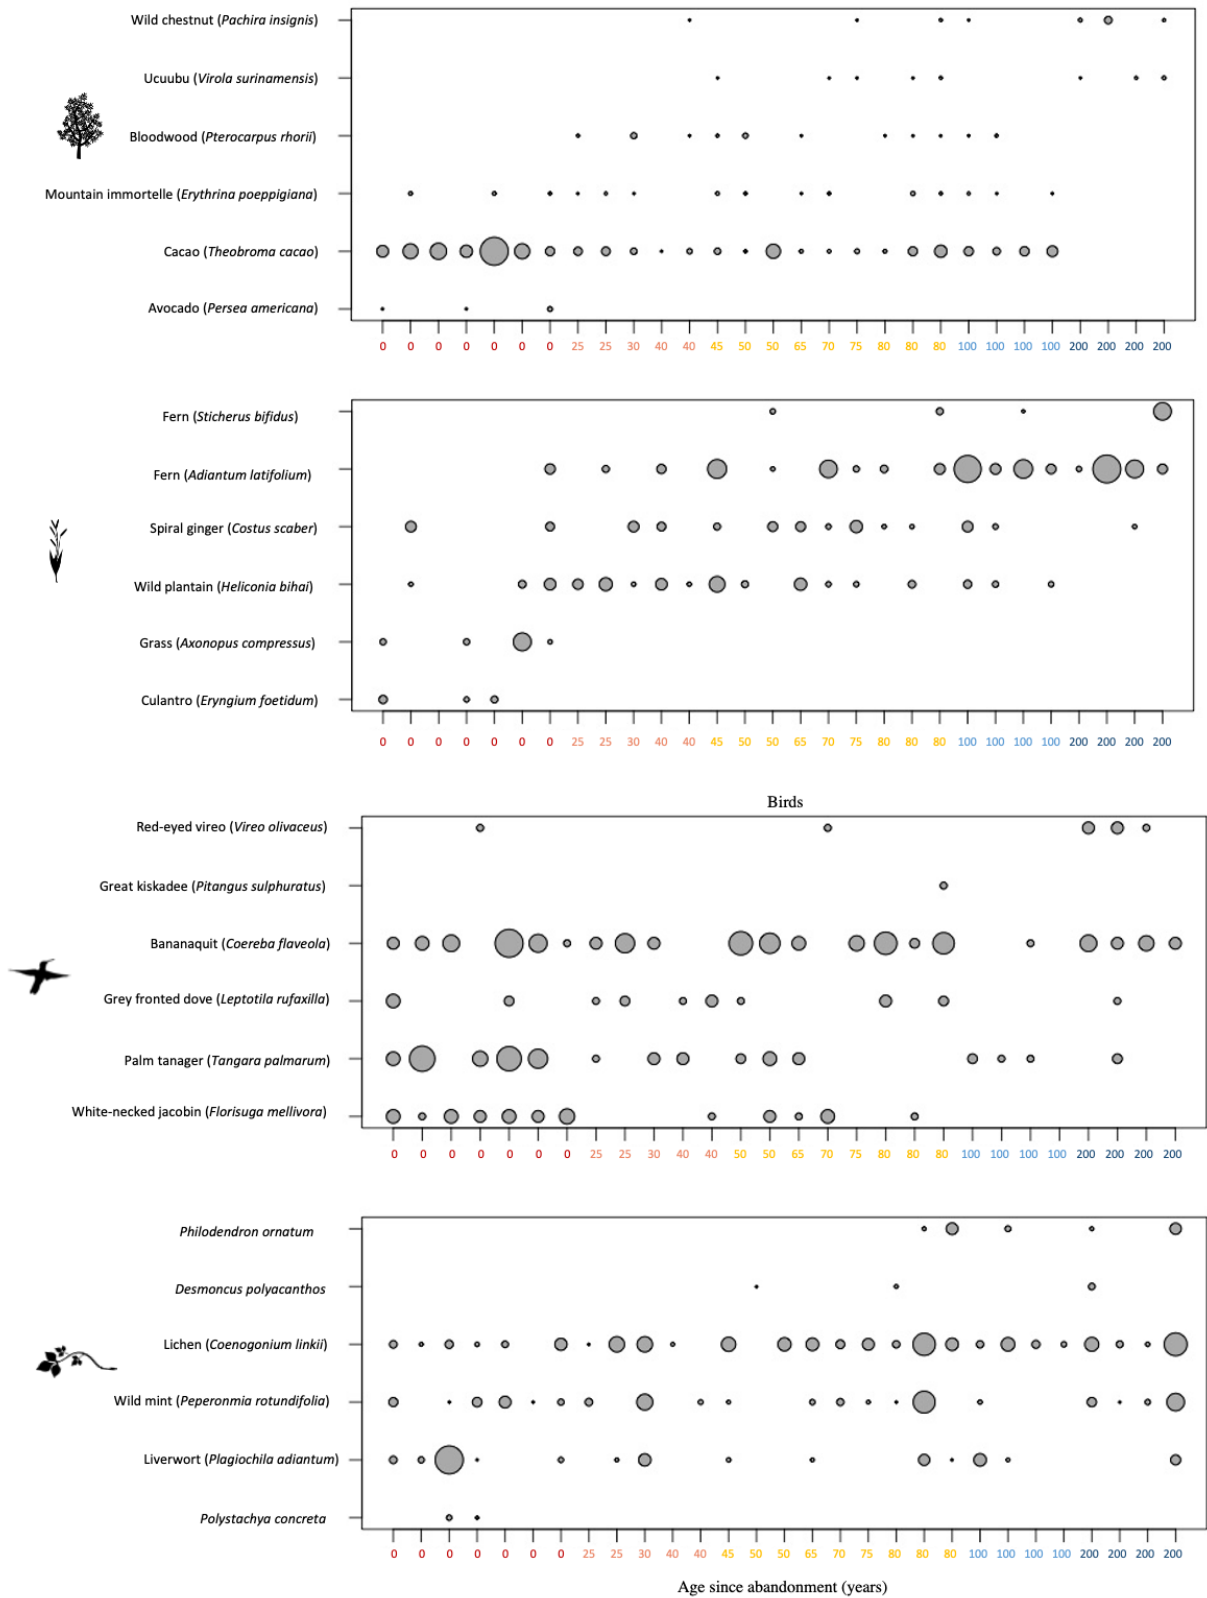 Wild chestnut (Pachira insignis)
Ucuubu (Virola surinamensis)
Bloodwood (Pterocarpus rhorii)
Mountain immortelle (Erythrina poeppigiana)
Cacao (Theobroma cacao)
Avocado (Persea americana)
0 0 0 0 0 0 0 25 25 30 40 40 45 50 50 65 70 75 80 80 80 100 100 100 100 200 200 200 200
Fern (Sticherus bifidus)
Fern (Adiantum latifolium)
Spiral ginger (Costus scaber)
Wild plantain (Heliconia bihai)
Grass (Axonopus compressus)
Culantro (Eryngium foetidum)
0 0 0 0 0 0 0 25 25 30 40 40 45 50 50 65 70 75 80 80 80 100 100 100 100 200 200 200 200
Birds
Red-eyed vireo (Vireo olivaceus)
Great kiskadee (Pitangus sulphuratus)
Bananaquit (Coereba flaveola)
Grey fronted dove (Leptotila rufaxilla)
Palm tanager (Tangara palmarum)
White-necked jacobin (Florisuga mellivora)
0 0 0 0 0 0 0 25 25 30 40 40 50 50 65 70 75 80 80 80 100 100 100 100 200 200 200 200
Philodendron ornatum
Desmoncus polyacanthos
Lichen (Coenogonium linkii)
Wild mint (Peperonmia rotundifolia)
Liverwort (Plagiochila adiantum)
Polystachya concreta
0 0 0 0 0 0 0 25 25 30 40 40 45 50 50 65 70 75 80 80 80 100 100 100 100 200 200 200 200
Age since abandonment (years)